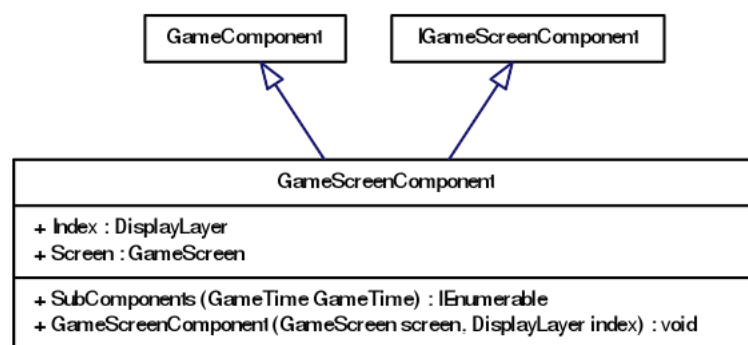 GameComponent
IGameScreenComponent
GameScreenComponent
+ Index : DisplayLayer
+ Screen : GameScreen
+ SubComponents (GameTime GameTime) : IEnumerable
+ GameScreenComponent (GameScreen screen, DisplayLayer index) : void